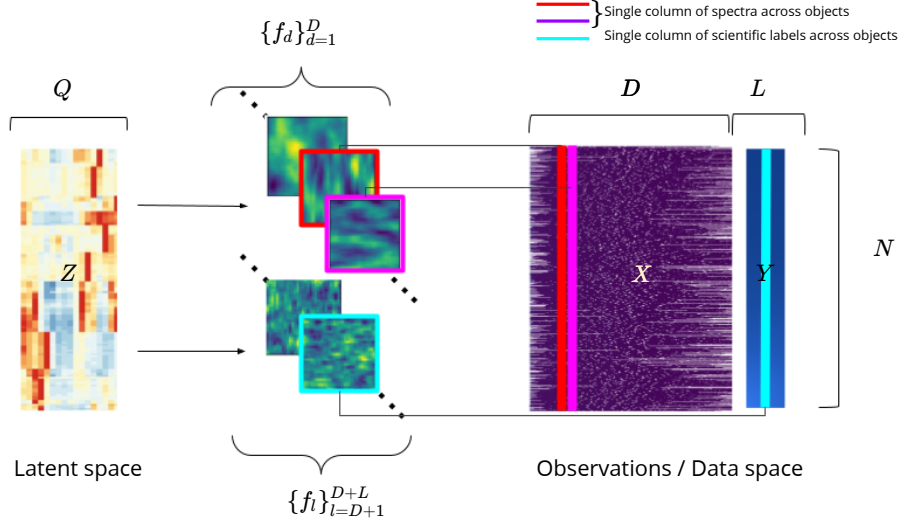 Single column of spectra across objects
Single column of scientific labels across objects
{f_d}_{d=1}^D
Q
D
L
Z
X
Y
N
Latent space
Observations / Data space
{f_l}_{l=D+1}^{D+L}